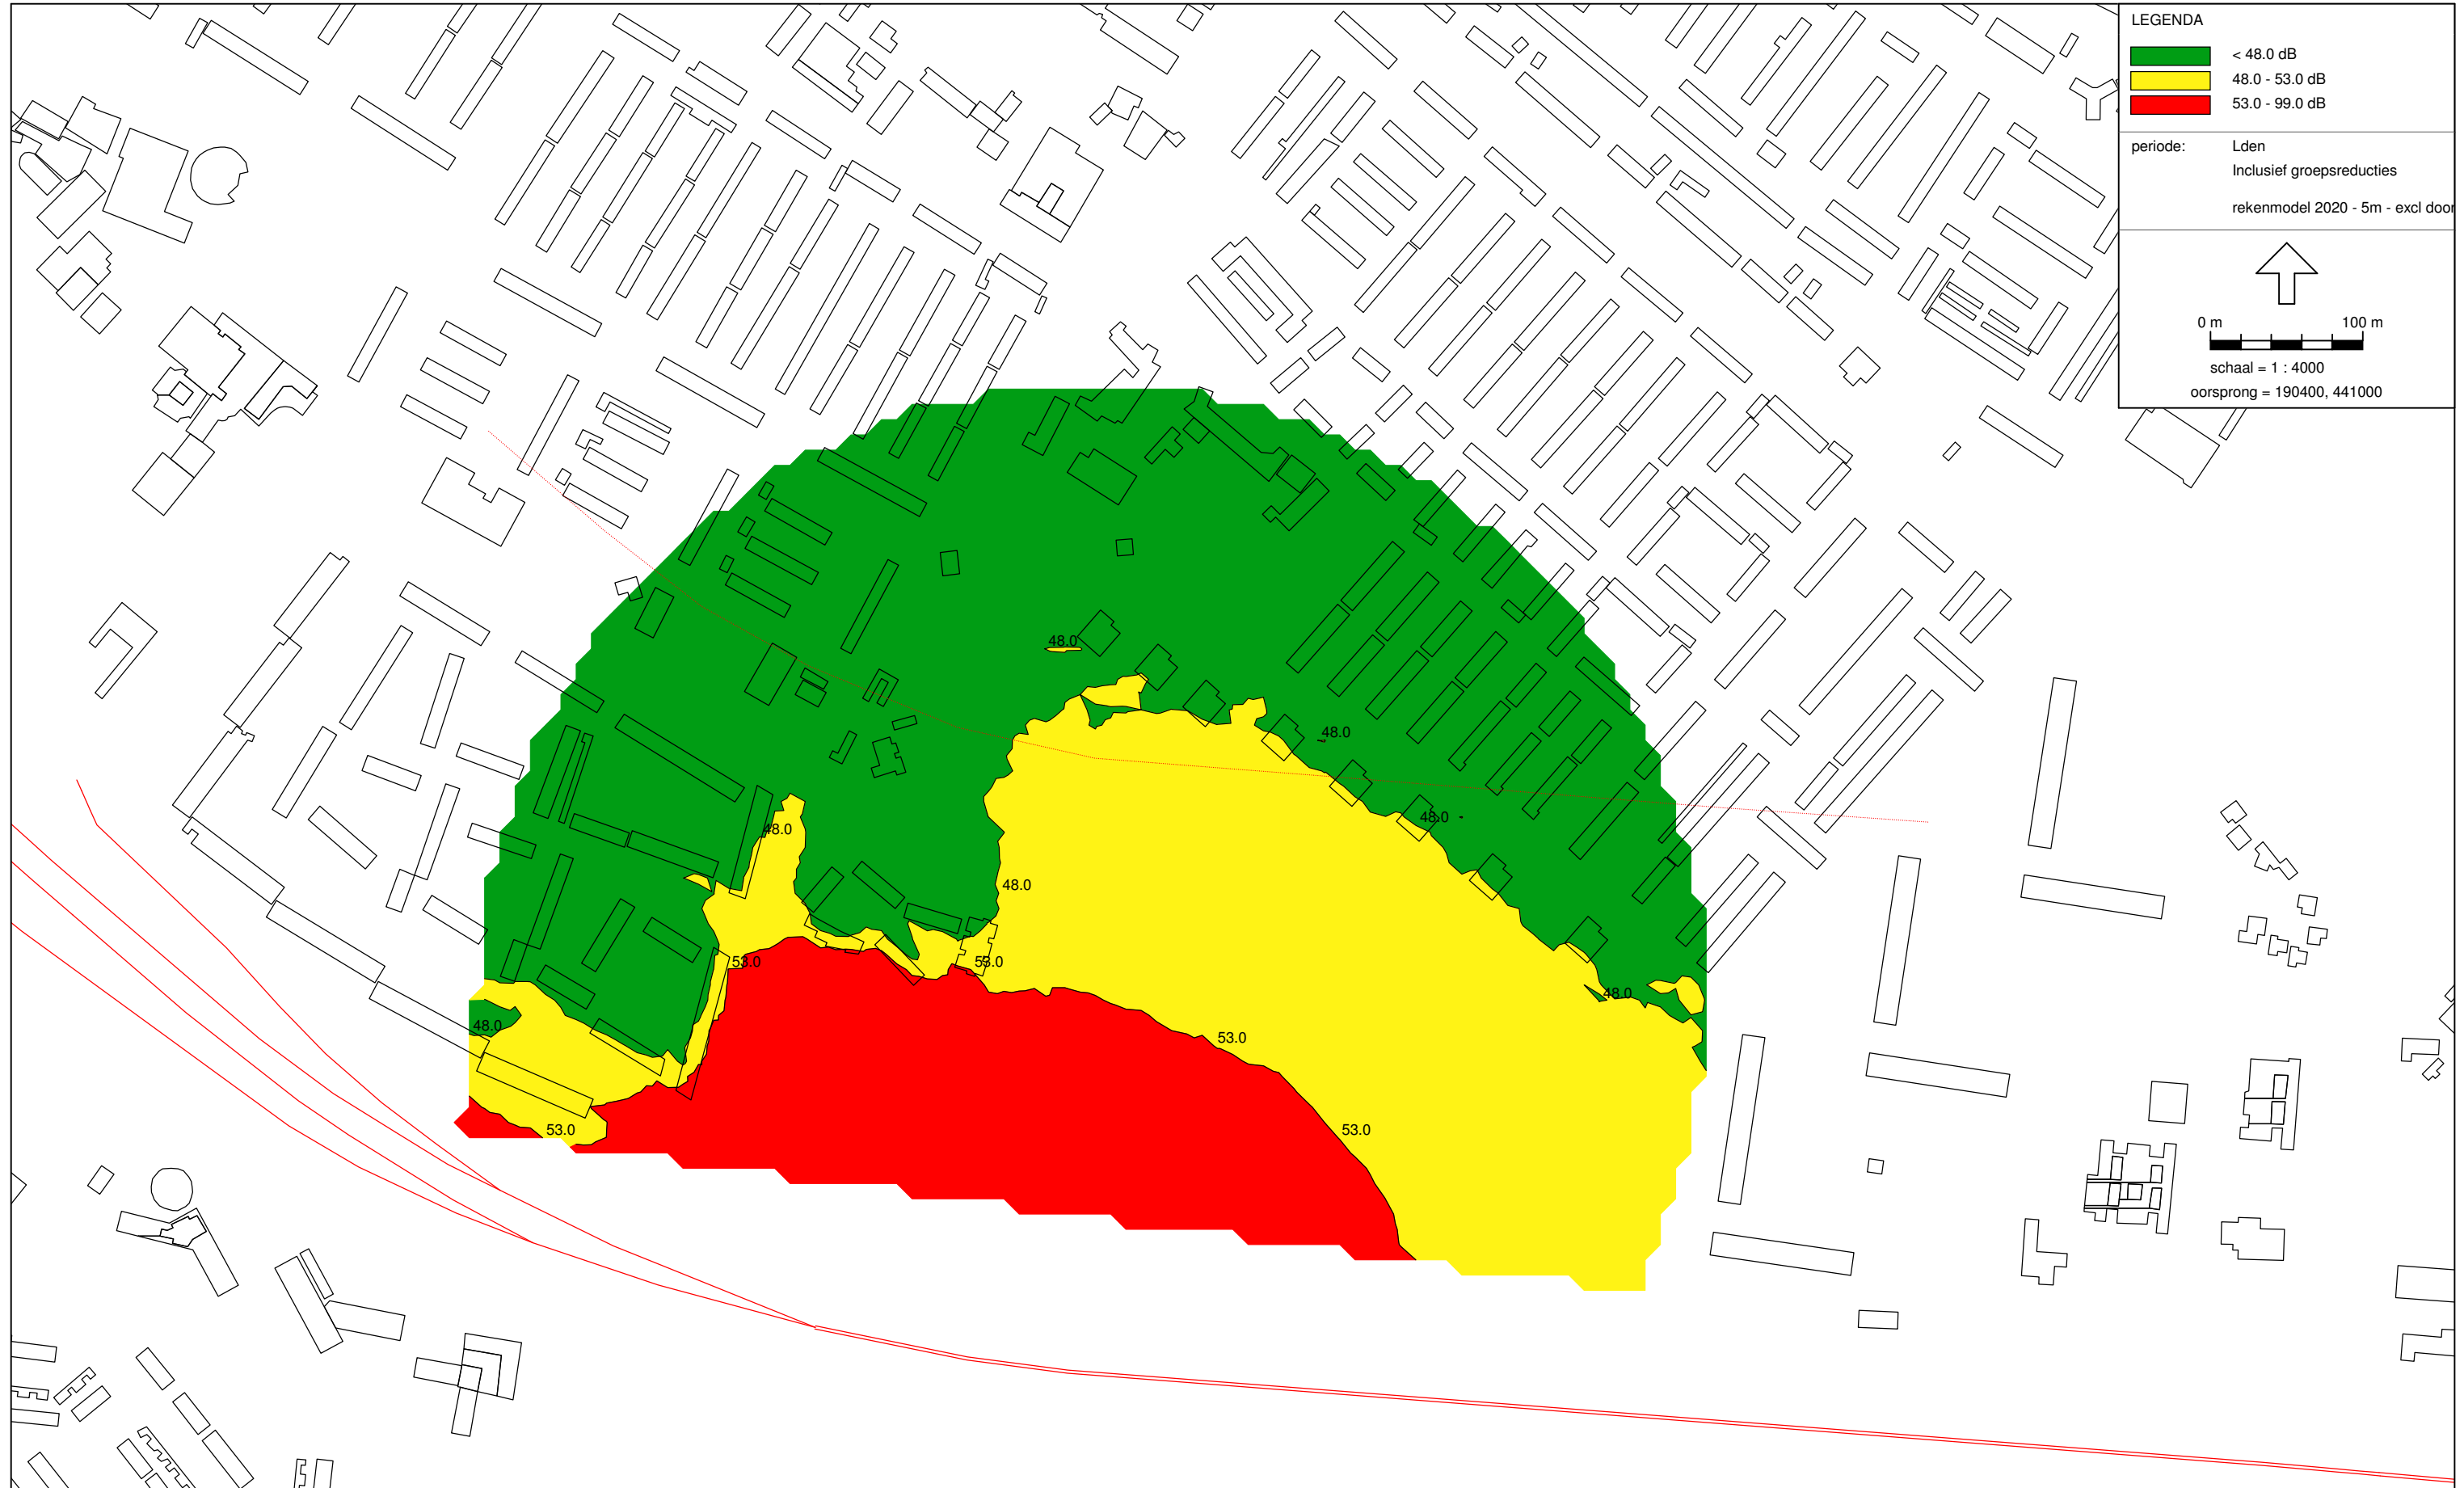 LEGENDA
< 48.0 dB
48.0 - 53.0 dB
53.0 - 99.0 dB
periode: Lden
Inclusief groepsreducties
rekenmodel 2020 - 5m - excl door
0 m 100 m
schaal = 1 : 4000
oorsprong = 190400, 441000
48.0
48.0
48.0
48.0
48.0
53.0
53.0
48.0
48.0
53.0
53.0
53.0